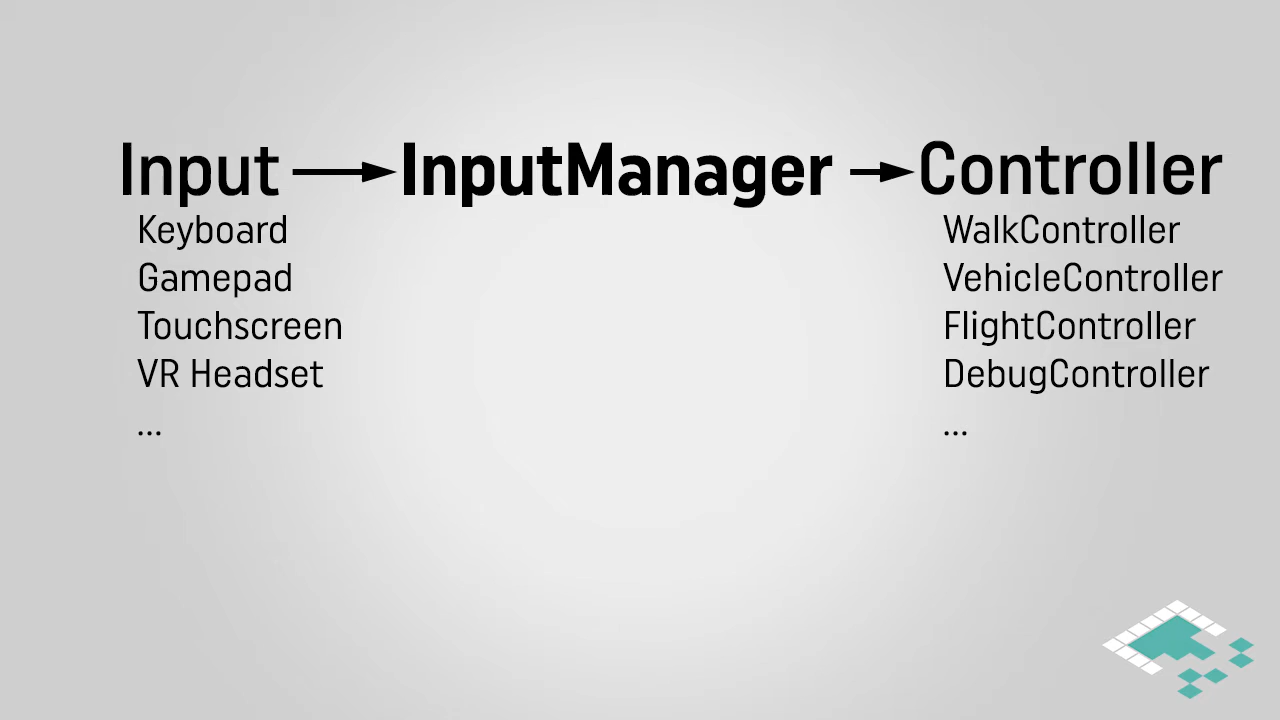 Input InputManager Controller
Keyboard WalkController
Gamepad VehicleController
Touchscreen FlightController
VR Headset DebugController
... ...